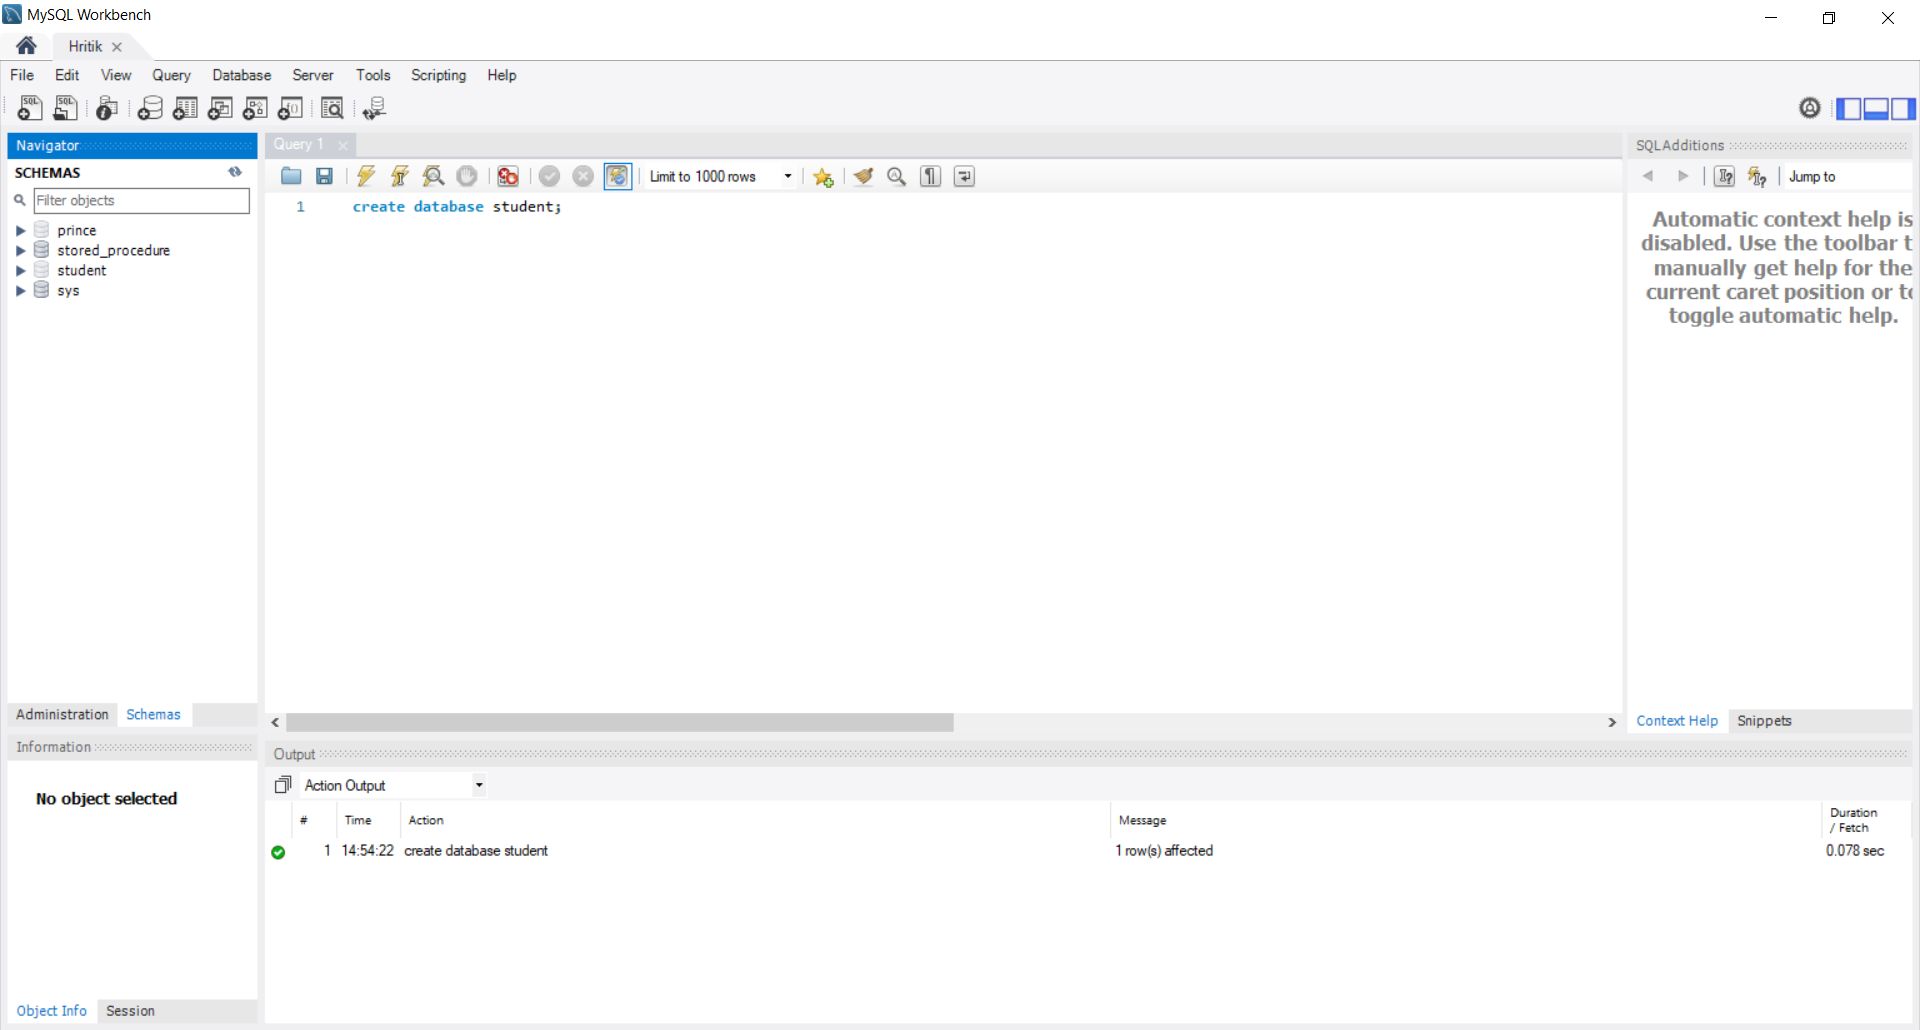 MySQL Workbench
Hritik
File Edit View Query Database Server Tools Scripting Help
Navigator
SCHEMAS
Filter objects
prince
stored_procedure
student
sys
Administration Schemas
Information
No object selected
Object Info Session
Query 1
Limit to 1000 rows
1 create database student;
SQLAdditions
Jump to
Automatic context help is
disabled. Use the toolbar t
manually get help for the
current caret position or to
toggle automatic help.
Context Help Snippets
Output
Action Output
# Time Action Message Duration / Fetch
1 14:54:22 create database student 1 row(s) affected 0.078 sec